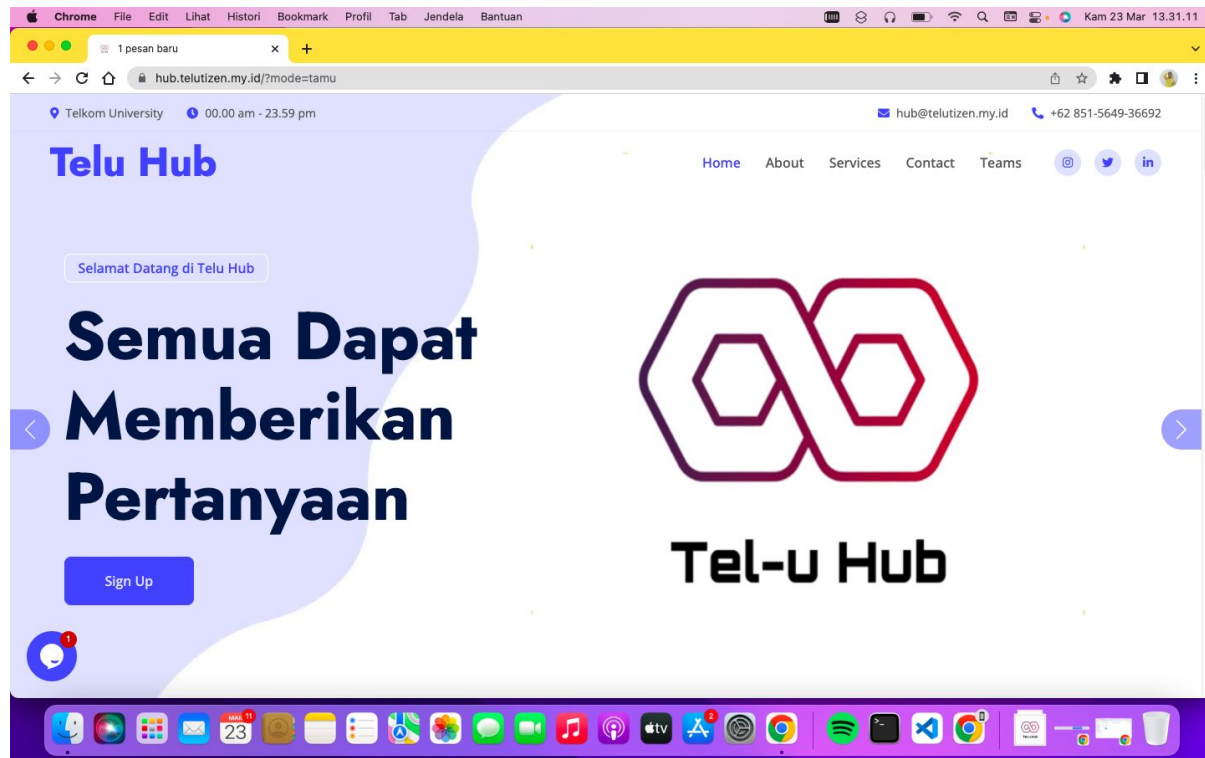 Chrome File Edit Lihat Histori Bookmark Profil Tab Jendela Bantuan Kam 23 Mar 13.31.11
1 pesan baru
hub.telutizen.my.id/?mode=tamu
Telkom University 00.00 am - 23.59 pm hub@telutizen.my.id +62 851-5649-36692
Telu Hub Home About Services Contact Teams in
Selamat Datang di Telu Hub
Semua Dapat
Memberikan
Pertanyaan
Tel-u Hub
Sign Up
1
MAR 11 23 tv 2